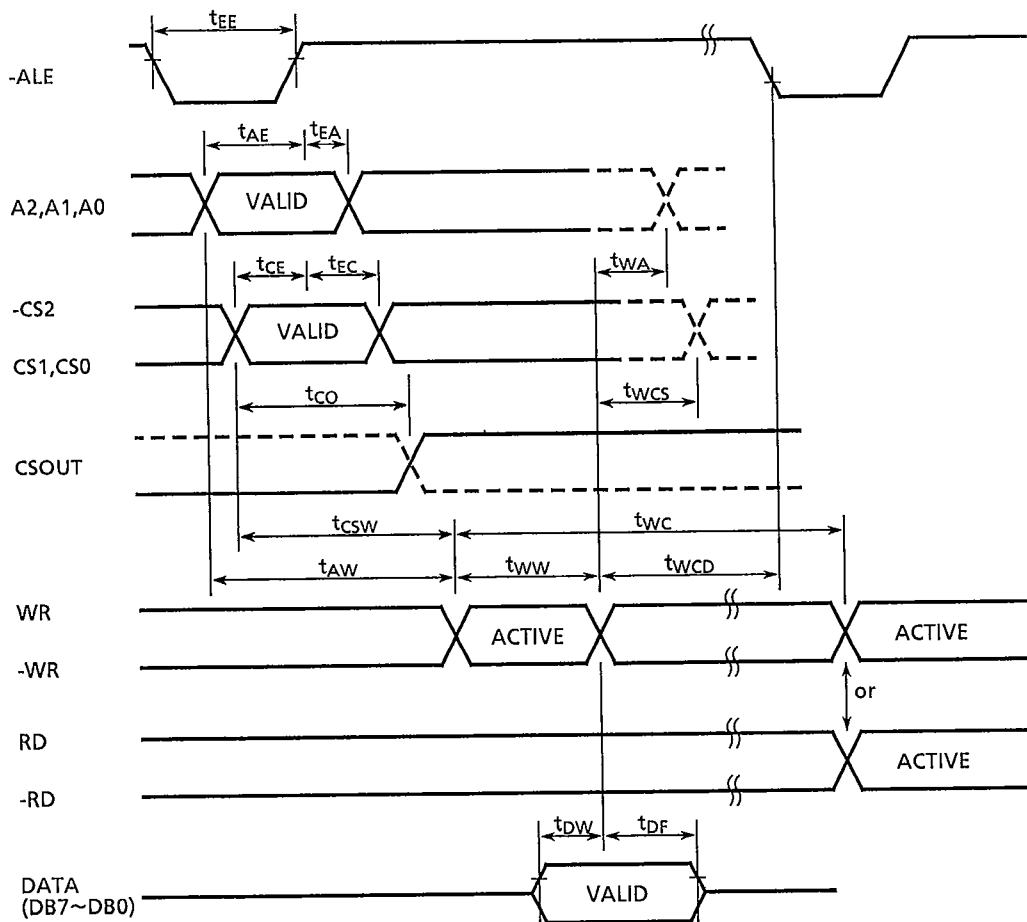 tEE
-ALE
tAE tEA
A2,A1,A0 VALID
tWA
tCE tEC
-CS2
VALID
CS1,CS0
tCO tWCS
CSOUT
tCSW tWC
tAW tWW tWCD
WR
ACTIVE ACTIVE
-WR
or
RD
ACTIVE
-RD
tDW tDF
DATA
(DB7~DB0) VALID